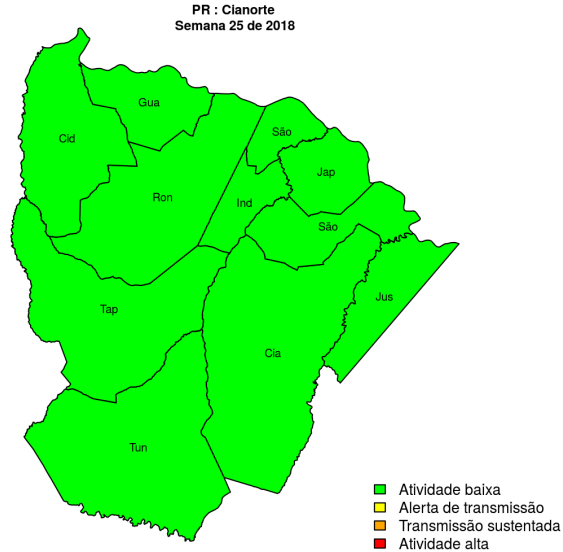 PR : Cianorte
Semana 25 de 2018
Gua
São
Cid
Jap
Ron
Ind
São
Jus
Tap
Cia
Tun
Atividade baixa
Alerta de transmissão
Transmissão sustentada
Atividade alta